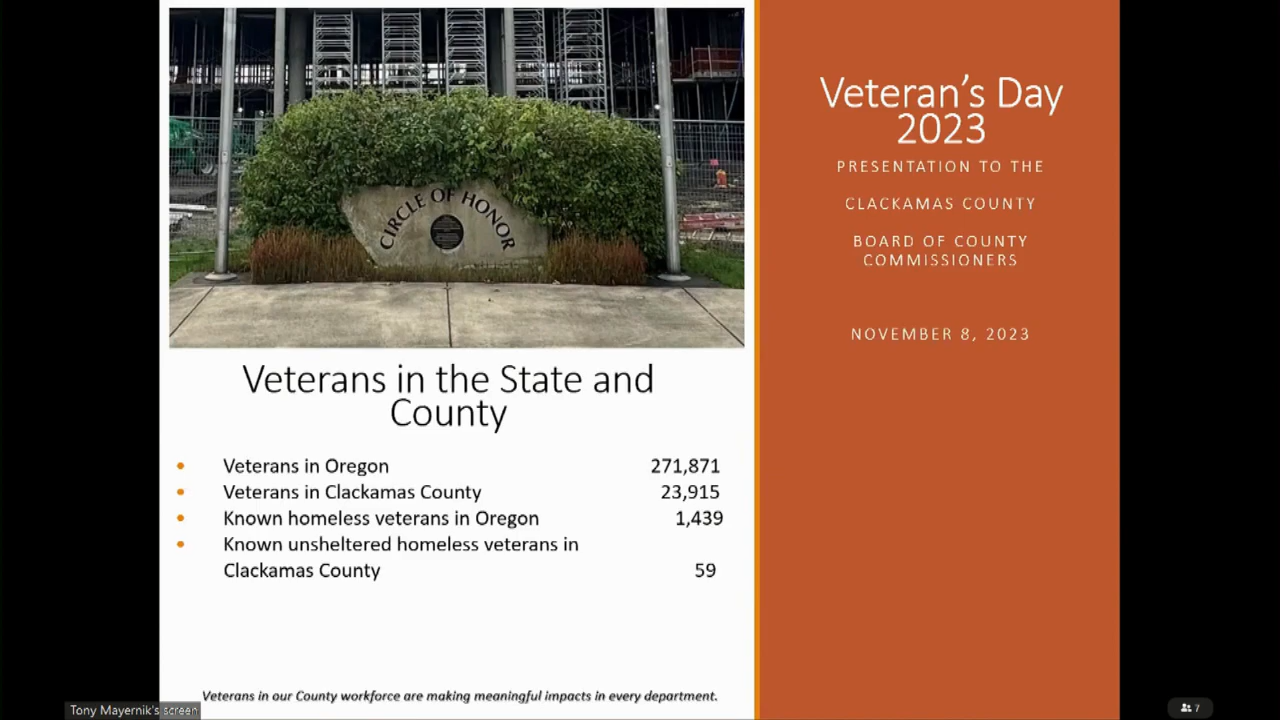 CIRCLE OF HONOR
Veterans in the State and
County
• Veterans in Oregon 271,871
• Veterans in Clackamas County 23,915
• Known homeless veterans in Oregon 1,439
• Known unsheltered homeless veterans in
Clackamas County 59
Veterans in our County workforce are making meaningful impacts in every department.
Veteran's Day
2023
PRESENTATION TO THE
CLACKAMAS COUNTY
BOARD OF COUNTY
COMMISSIONERS
NOVEMBER 8, 2023
Tony Mayernik's screen
7